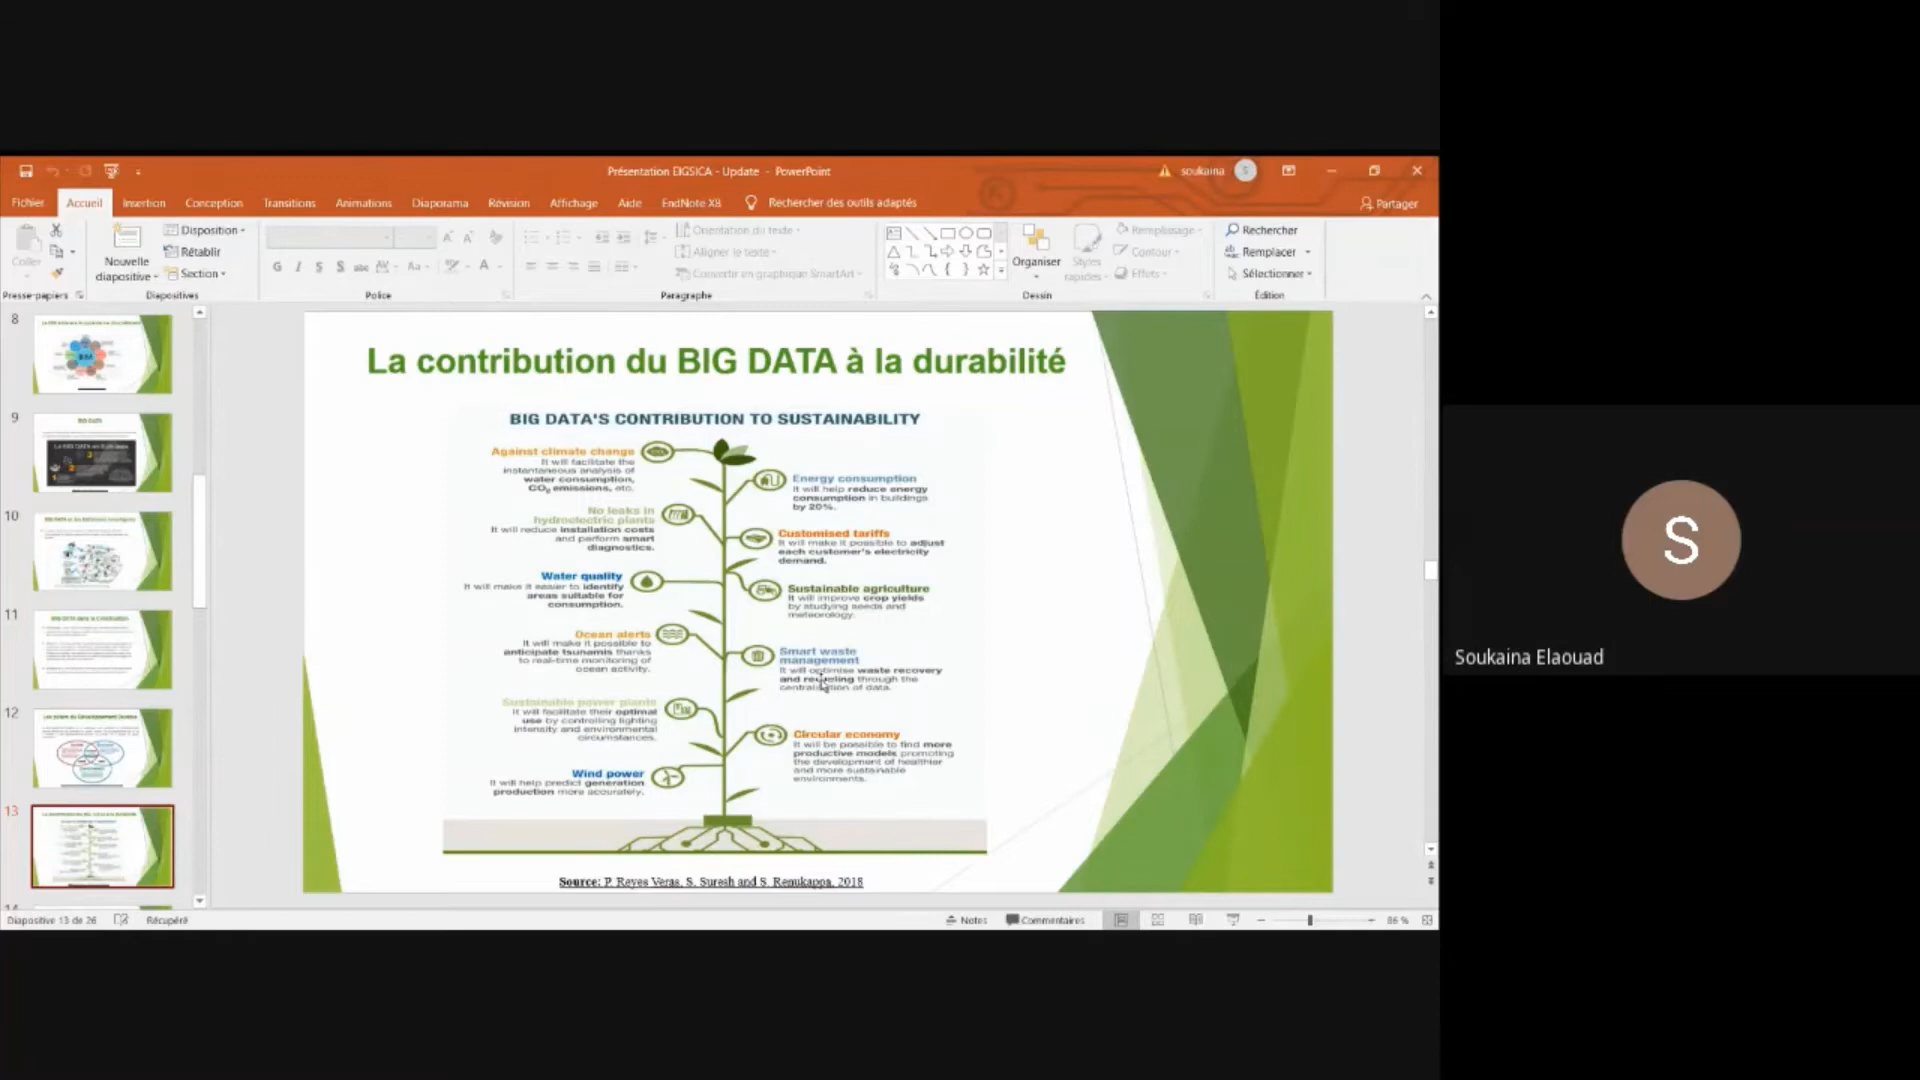 Présentation EIGSICA - Update - PowerPoint
soukaina
S
Fichier
Accueil
Insertion
Conception
Transitions
Animations
Diaporama
Révision
Affichage
Aide
EndNote X8
Rechercher des outils adaptés
Partager
Coller
Nouvelle
diapositive
Disposition
Rétablir
Section
G I S S abc AV Aa A
Orientation du texte
Aligner le texte
Convertir en graphique SmartArt
Organiser
Styles
rapides
Remplissage
Contour
Effets
Rechercher
Remplacer
Sélectionner
Presse-papiers
Diapositives
Police
Paragraphe
Dessin
Édition
8
9
BIG DATA
10
11
12
13
La contribution du BIG DATA à la durabilité
BIG DATA'S CONTRIBUTION TO SUSTAINABILITY
Against climate change
It will facilitate the
instantaneous analysis of
water consumption,
CO2 emissions, etc.
Energy consumption
It will help reduce energy
consumption in buildings
by 20%.
No leaks in
hydroelectric plants
It will reduce installation costs
and perform smart
diagnostics.
Customised tariffs
It will make it possible to adjust
each customer's electricity
demand.
Water quality
It will make it easier to identify
areas suitable for
consumption.
Sustainable agriculture
It will improve crop yields
by studying seeds and
meteorology.
Ocean alerts
It will make it possible to
anticipate tsunamis thanks
to real-time monitoring of
ocean activity.
Smart waste
management
It will optimise waste recovery
and recycling through the
centralisation of data.
Sustainable power plants
It will facilitate their optimal
use by controlling lighting
intensity and environmental
circumstances.
Circular economy
It will be possible to find more
productive models promoting
the development of healthier
and more sustainable
environments.
Wind power
It will help predict generation
production more accurately.
Source: P. Reyes Veras, S. Suresh and S. Renukappa, 2018
Diapositive 13 de 26
Récupéré
Notes
Commentaires
86 %
S
Soukaina Elaouad